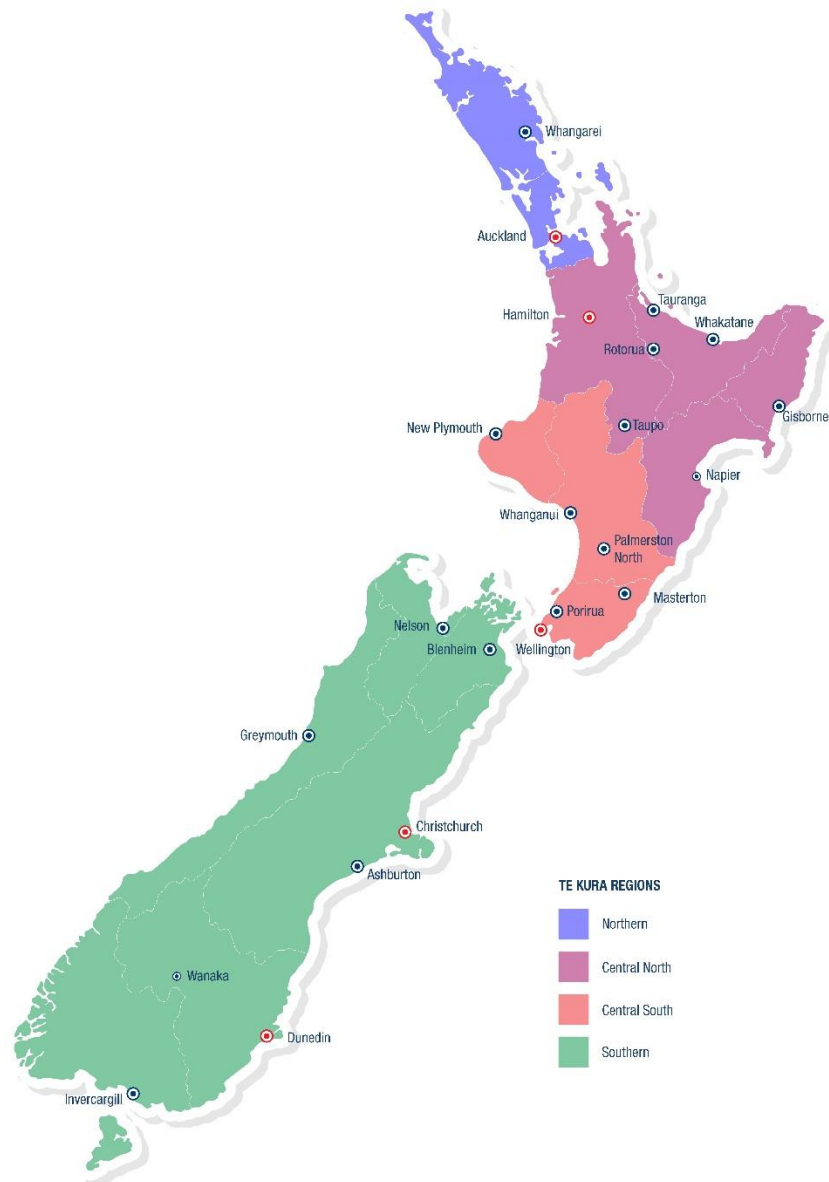 Whangarei
Auckland
Tauranga
Hamilton
Whakatane
Rotorua
Gisborne
Taupo
New Plymouth
Napier
Whanganui
Palmerston
North
Masterton
Porirua
Nelson
Wellington
Blenheim
Greymouth
Christchurch
Ashburton
TE KURA REGIONS
Northern
Central North
Wanaka
Central South
Dunedin
Southern
Invercargill